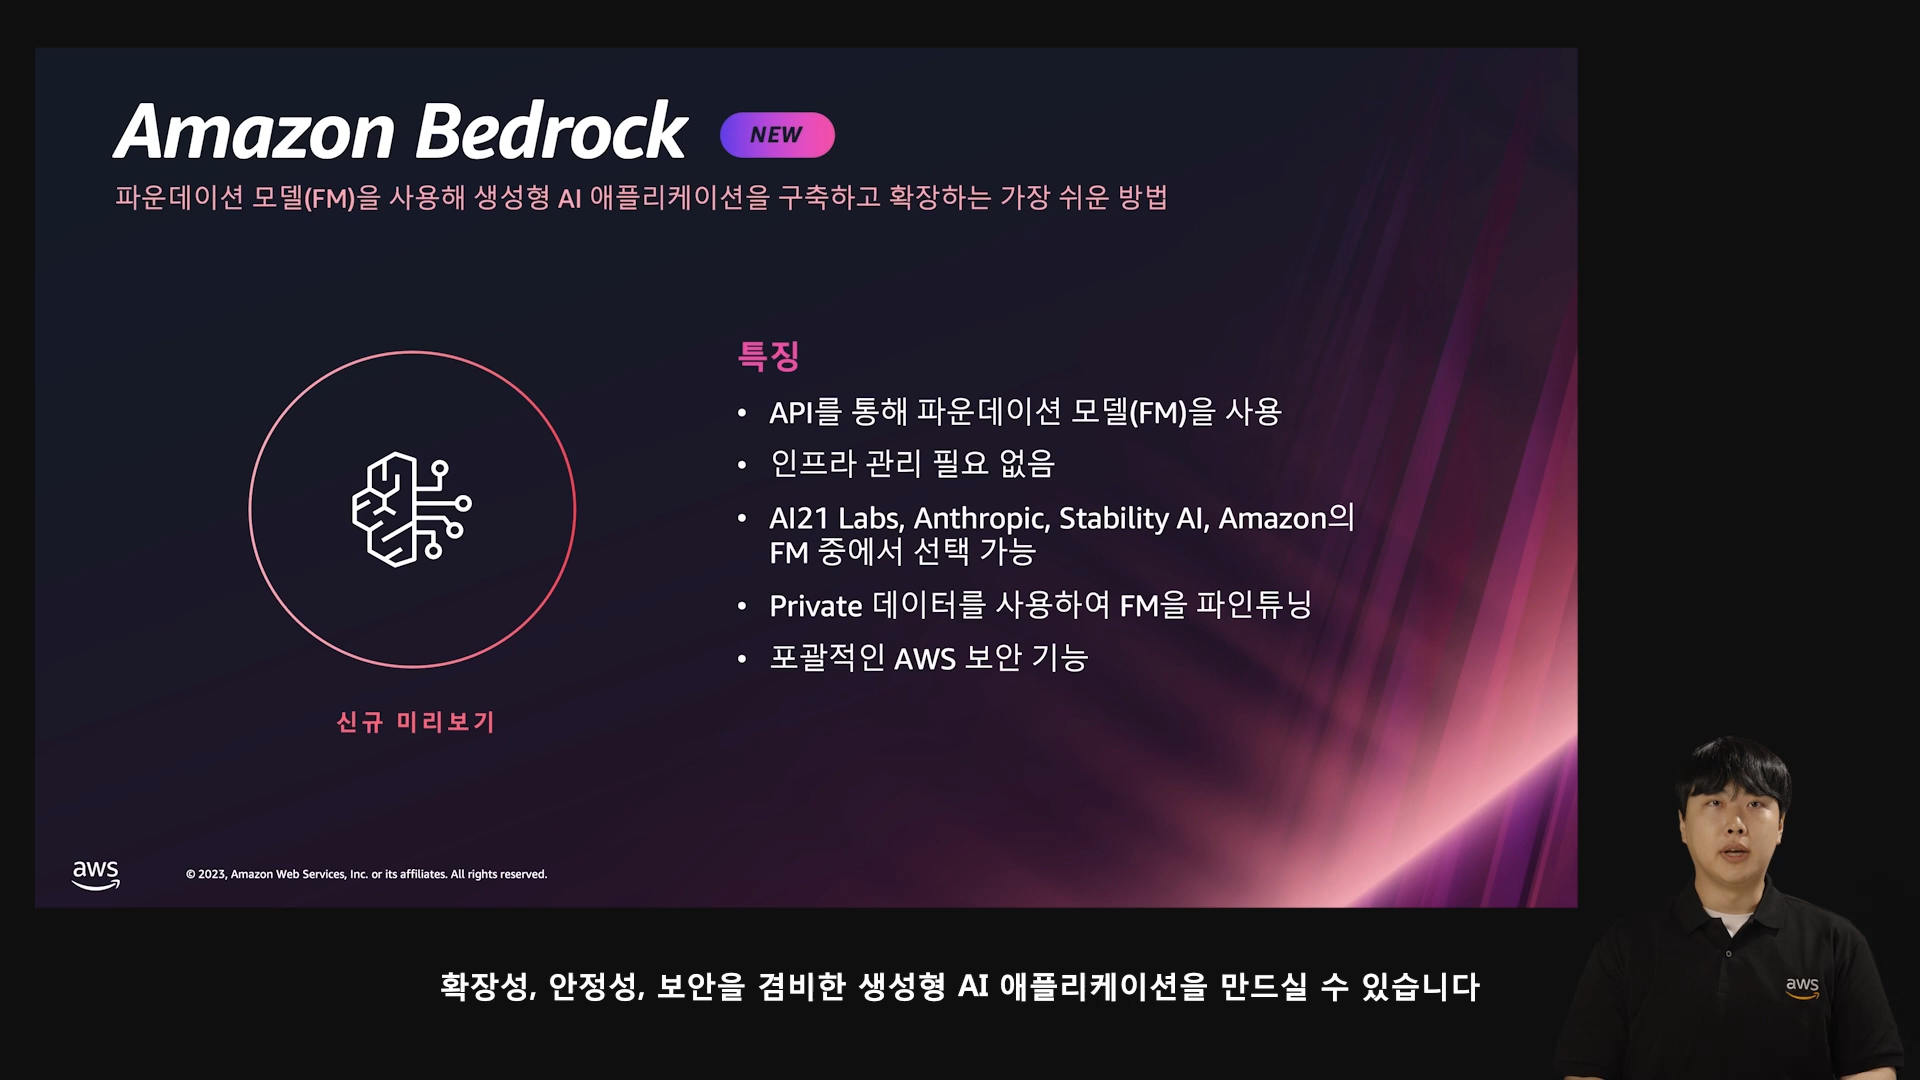 Amazon Bedrock NEW
파운데이션 모델(FM)을 사용해 생성형 AI 애플리케이션을 구축하고 확장하는 가장 쉬운 방법
특징
• API를 통해 파운데이션 모델(FM)을 사용
• 인프라 관리 필요 없음
• AI21 Labs, Anthropic, Stability AI, Amazon의
FM 중에서 선택 가능
• Private 데이터를 사용하여 FM을 파인튜닝
• 포괄적인 AWS 보안 기능
신규 미리보기
aws
© 2023, Amazon Web Services, Inc. or its affiliates. All rights reserved.
aws
확장성, 안정성, 보안을 겸비한 생성형 AI 애플리케이션을 만드실 수 있습니다